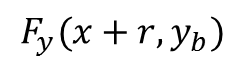 F_y(x + r, y_b)